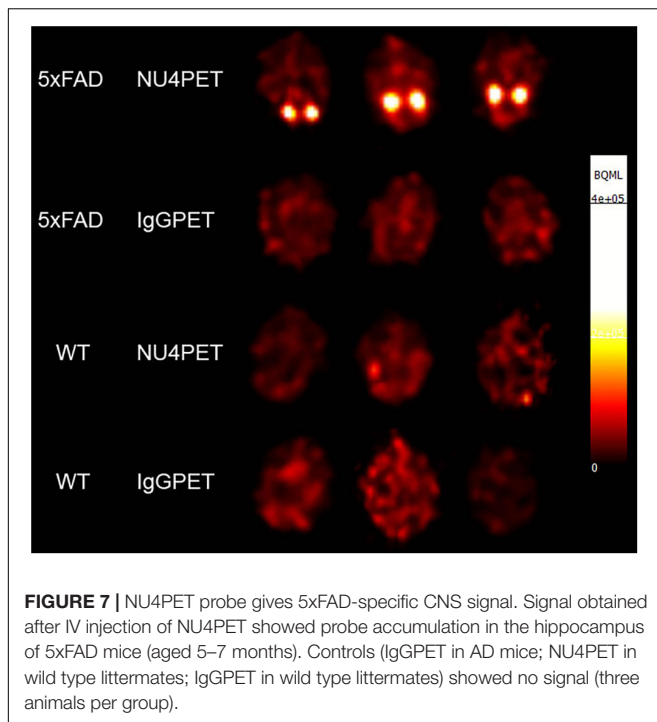 5xFAD NU4PET
5xFAD IgGPET
WT NU4PET
WT IgGPET
BQML
4e+05
2e+05
0
FIGURE 7 | NU4PET probe gives 5xFAD-specific CNS signal. Signal obtained
after IV injection of NU4PET showed probe accumulation in the hippocampus
of 5xFAD mice (aged 5–7 months). Controls (IgGPET in AD mice; NU4PET in
wild type littermates; IgGPET in wild type littermates) showed no signal (three
animals per group).